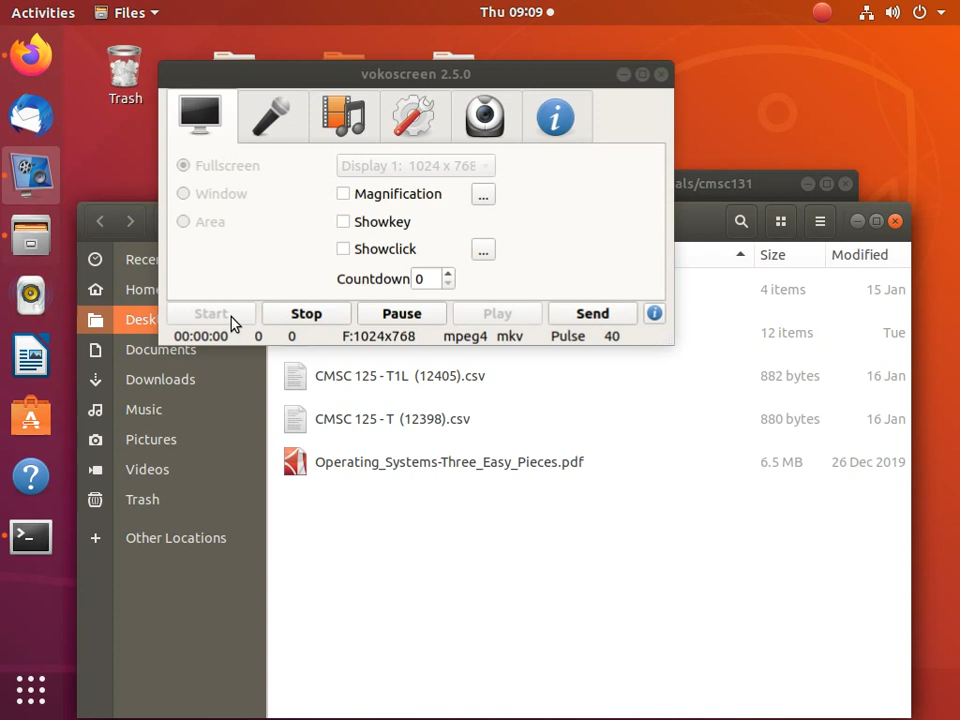 Activities Files Thu 09:09
Trash
vokoscreen 2.5.0
Fullscreen Display 1: 1024 x 768
Window Magnification ...
Area Showkey
Showclick ...
Countdown 0
Start Stop Pause Play Send
00:00:00 0 0 F:1024x768 mpeg4 mkv Pulse 40
als/cmsc131
Size Modified
Recen
Home
4 items 15 Jan
Desk
12 items Tue
Documents
CMSC 125 - T1L (12405).csv 882 bytes 16 Jan
Downloads
Music
CMSC 125 - T (12398).csv 880 bytes 16 Jan
Pictures
Videos
Operating_Systems-Three_Easy_Pieces.pdf 6.5 MB 26 Dec 2019
Trash
Other Locations